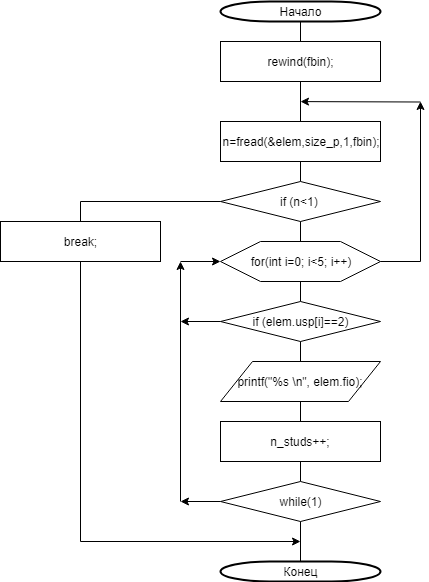 Начало
rewind(fbin);
n=fread(&elem,size_p,1,fbin);
if (n<1)
break;
for(int i=0; i<5; i++)
if (elem.usp[i]==2)
printf("%s \n", elem.fio);
n_studs++;
while(1)
Конец